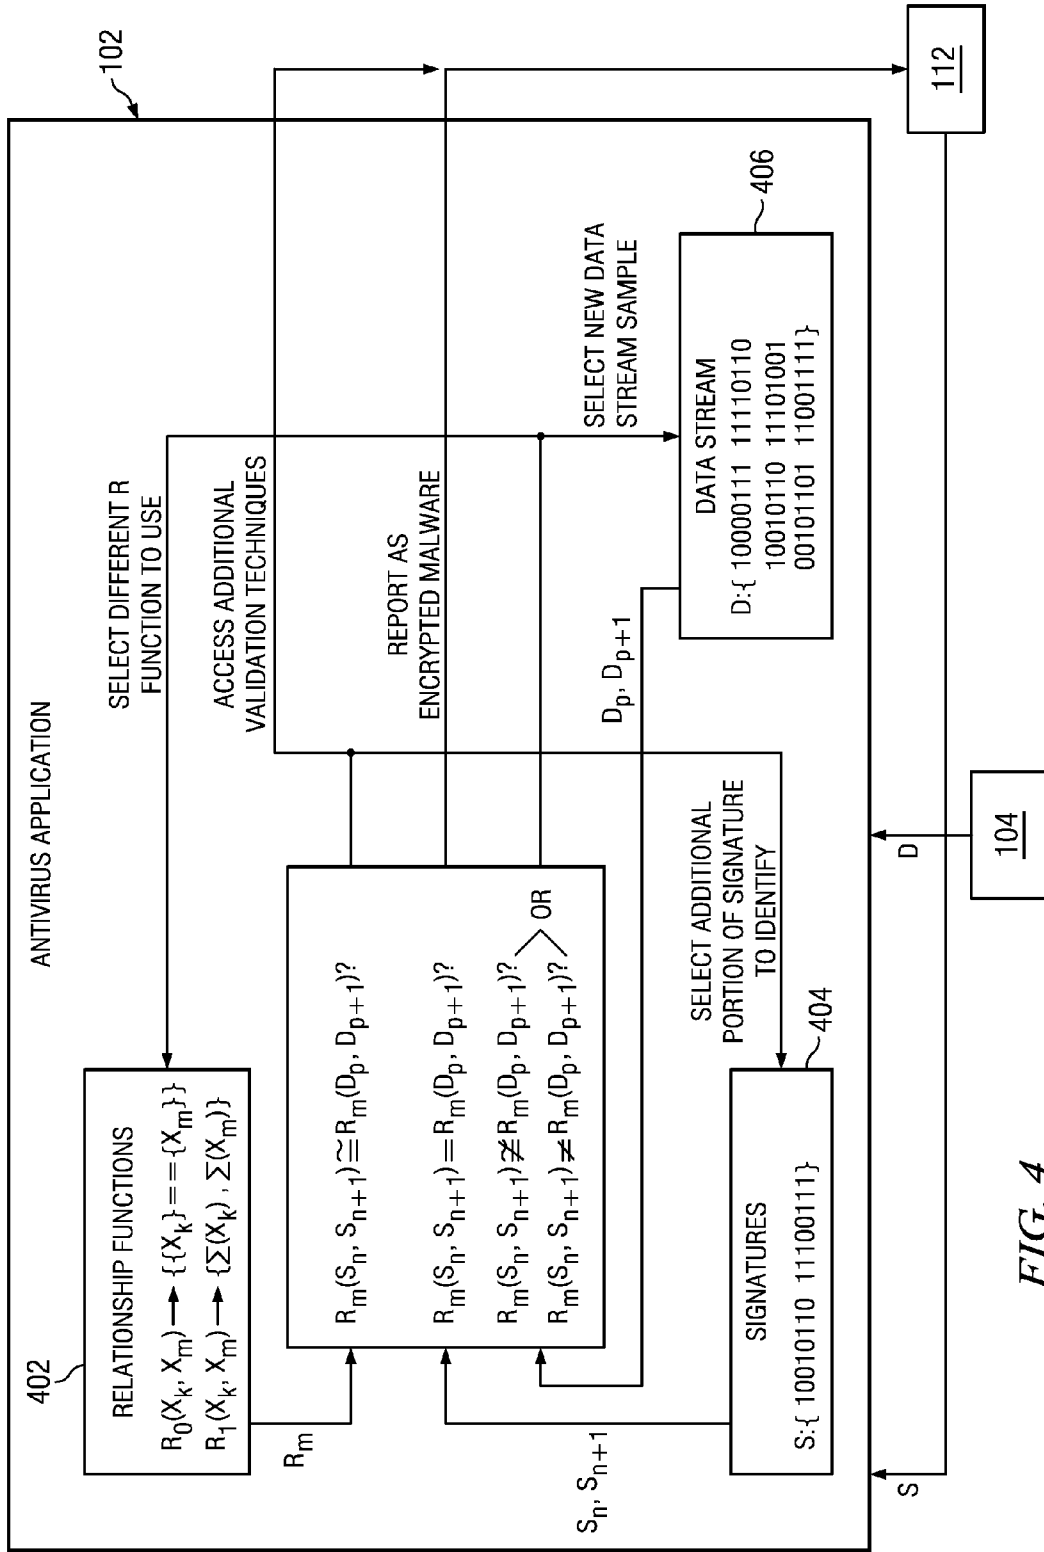 ANTIVIRUS APPLICATION
102
402
RELATIONSHIP FUNCTIONS
R0(Xk, Xm) → {{Xk}=={Xm}}
R1(Xk, Xm) → {Σ(Xk), Σ(Xm)}
SELECT DIFFERENT R
FUNCTION TO USE
ACCESS ADDITIONAL
VALIDATION TECHNIQUES
REPORT AS
ENCRYPTED MALWARE
SELECT NEW DATA
STREAM SAMPLE
Rm
Rm(Sn, Sn+1)≅Rm(Dp, Dp+1)?
Rm(Sn, Sn+1)=Rm(Dp, Dp+1)?
Rm(Sn, Sn+1)≇Rm(Dp, Dp+1)?
OR
Rm(Sn, Sn+1)≠Rm(Dp, Dp+1)?
Sn, Sn+1
Dp, Dp+1
SELECT ADDITIONAL
PORTION OF SIGNATURE
TO IDENTIFY
404
SIGNATURES
S:{ 10010110 11100111}
406
DATA STREAM
D:{ 10000111 11110110
10010110 11101001
00101101 11001111}
S
D
104
112
FIG. 4